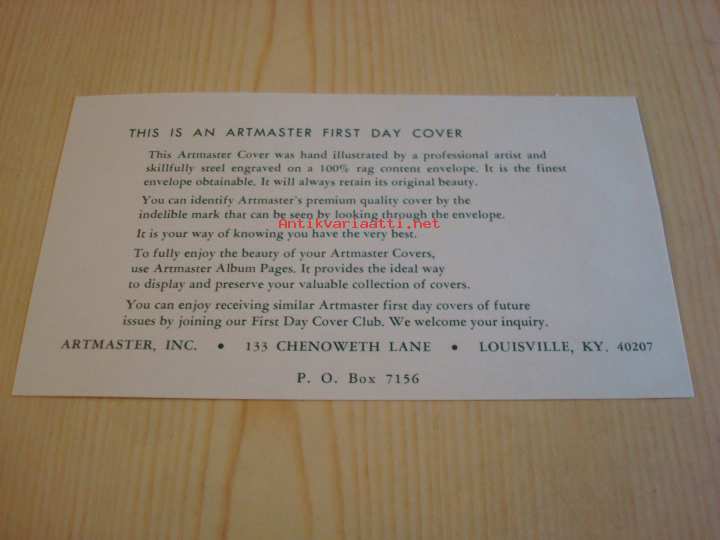 THIS IS AN ARTMASTER FIRST DAY COVER
This Artmaster Cover was hand illustrated by a professional artist and
skillfully steel engraved on a 100% rag content envelope. It is the finest
envelope obtainable. It will always retain its original beauty.
You can identify Artmaster's premium quality cover by the
indelible mark that can be seen by looking through the envelope.
Antikvariaatti.net
It is your way of knowing you have the very best.
To fully enjoy the beauty of your Artmaster Covers,
use Artmaster Album Pages. It provides the ideal way
to display and preserve your valuable collection of covers.
You can enjoy receiving similar Artmaster first day covers of future
issues by joining our First Day Cover Club. We welcome your inquiry.
ARTMASTER, INC. • 133 CHENOWETH LANE • LOUISVILLE, KY. 40207
P. O. Box 7156